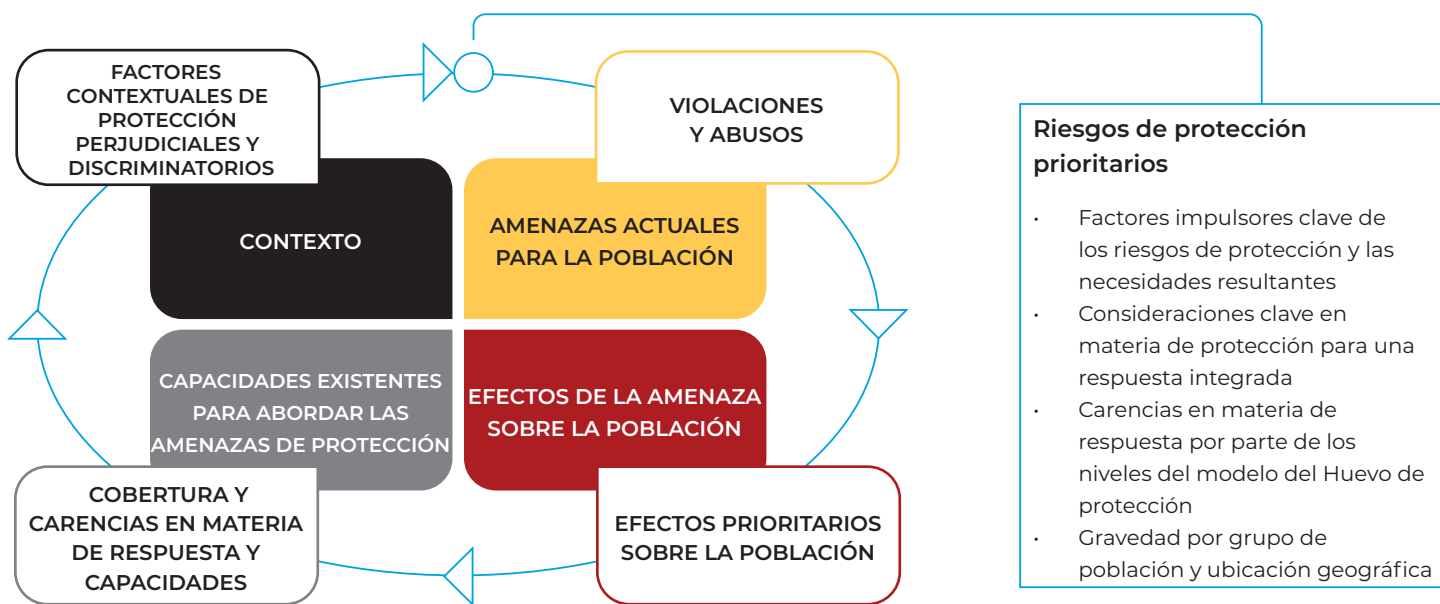 FACTORES
CONTEXTUALES DE
PROTECCIÓN
PERJUDICIALES Y
DISCRIMINATORIOS
VIOLACIONES
Y ABUSOS
CONTEXTO
AMENAZAS ACTUALES
PARA LA POBLACIÓN
CAPACIDADES EXISTENTES
PARA ABORDAR LAS
AMENAZAS DE PROTECCIÓN
EFECTOS DE LA AMENAZA
SOBRE LA POBLACIÓN
COBERTURA Y
CARENCIAS EN MATERIA
DE RESPUESTA Y
CAPACIDADES
EFECTOS PRIORITARIOS
SOBRE LA POBLACIÓN
Riesgos de protección
prioritarios
• Factores impulsores clave de
los riesgos de protección y las
necesidades resultantes
• Consideraciones clave en
materia de protección para una
respuesta integrada
• Carencias en materia de
respuesta por parte de los
niveles del modelo del Huevo de
protección
• Gravedad por grupo de
población y ubicación geográfica